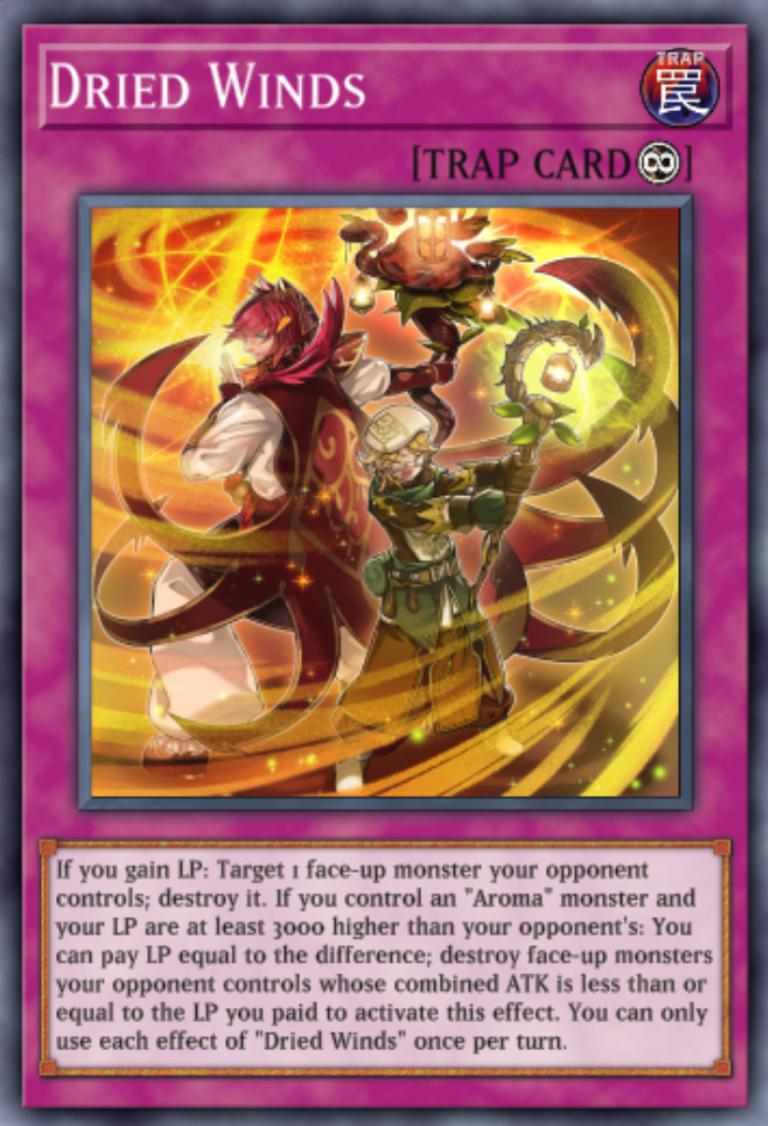 DRIED WINDS
TRAP
罠
[TRAP CARD]
If you gain LP: Target 1 face-up monster your opponent
controls; destroy it. If you control an "Aroma" monster and
your LP are at least 3000 higher than your opponent's: You
can pay LP equal to the difference; destroy face-up monsters
your opponent controls whose combined ATK is less than or
equal to the LP you paid to activate this effect. You can only
use each effect of "Dried Winds" once per turn.